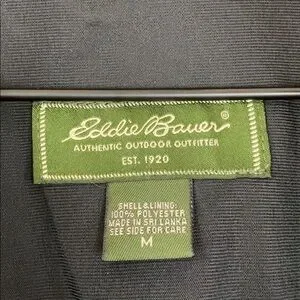 Eddie Bauer®
AUTHENTIC OUTDOOR OUTFITTER
EST. 1920
SHELL&LINING:
100% POLYESTER
MADE IN SRI LANKA
SEE SIDE FOR CARE
M